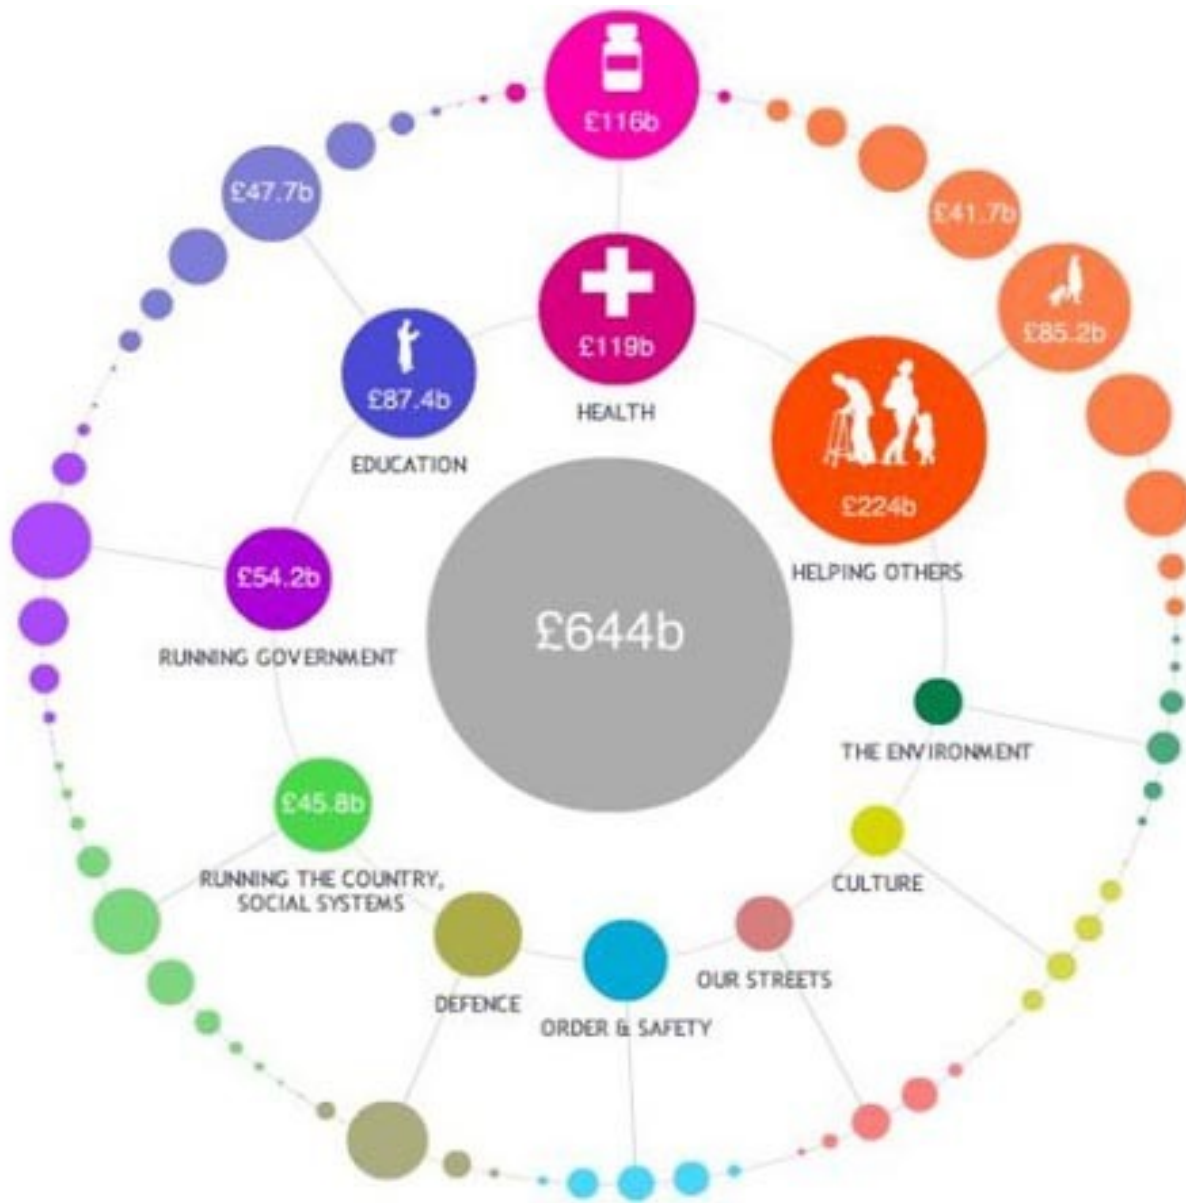 £116b
£47.7b
£41.7b
£85.2b
£119b
HEALTH
£87.4b
EDUCATION
£224b
HELPING OTHERS
£54.2b
RUNNING GOVERNMENT
£644b
THE ENVIRONMENT
£45.8b
RUNNING THE COUNTRY,
SOCIAL SYSTEMS
CULTURE
DEFENCE
OUR STREETS
ORDER & SAFETY